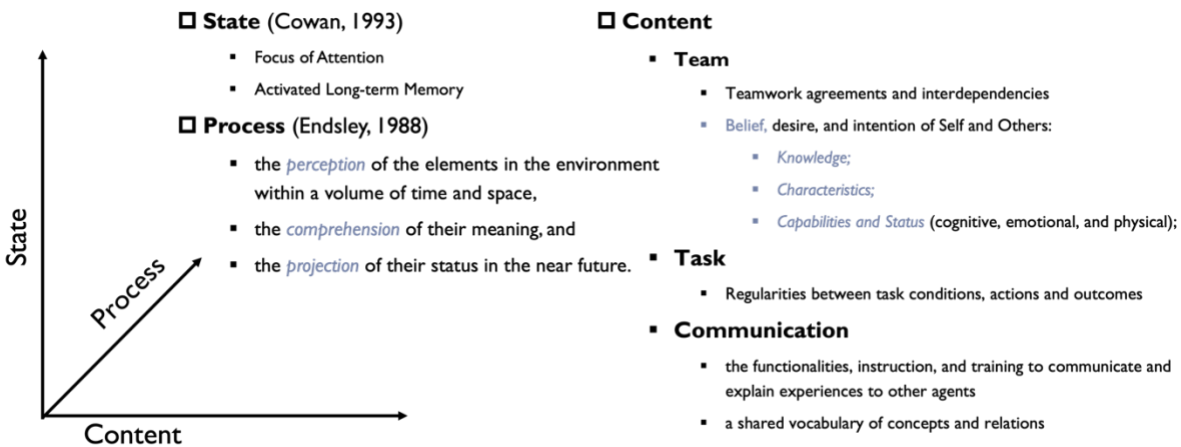 State (Cowan, 1993)
Focus of Attention
Activated Long-term Memory
Process (Endsley, 1988)
the perception of the elements in the environment
within a volume of time and space,
the comprehension of their meaning, and
the projection of their status in the near future.
Content
Team
Teamwork agreements and interdependencies
Belief, desire, and intention of Self and Others:
Knowledge;
Characteristics;
Capabilities and Status (cognitive, emotional, and physical);
Task
Regularities between task conditions, actions and outcomes
Communication
the functionalities, instruction, and training to communicate and
explain experiences to other agents
a shared vocabulary of concepts and relations
State
Process
Content